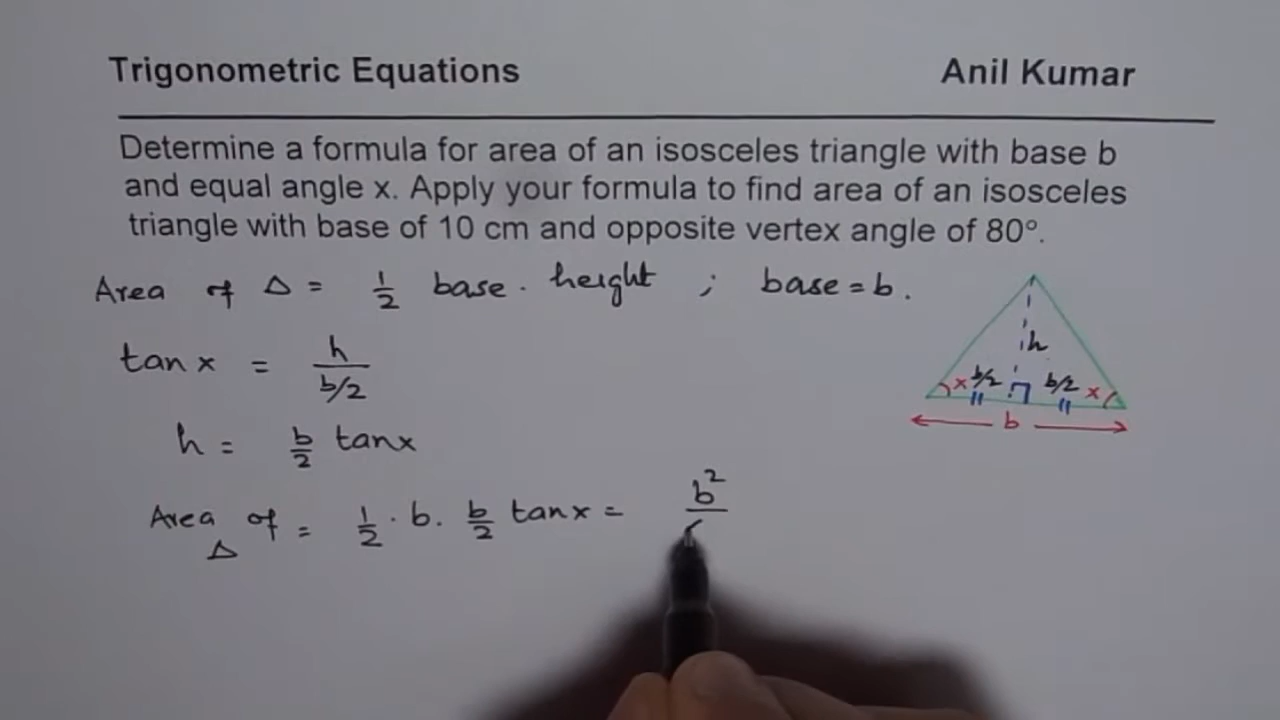 Trigonometric Equations Anil Kumar
Determine a formula for area of an isosceles triangle with base b
and equal angle x. Apply your formula to find area of an isosceles
triangle with base of 10 cm and opposite vertex angle of 80°.
Area of Δ = 1/2 base . height ; base = b .
tan x = h / b/2
h = b/2 tanx
Area of Δ = 1/2 · b . b/2 tanx = b²
h
x b/2 b/2 x
b